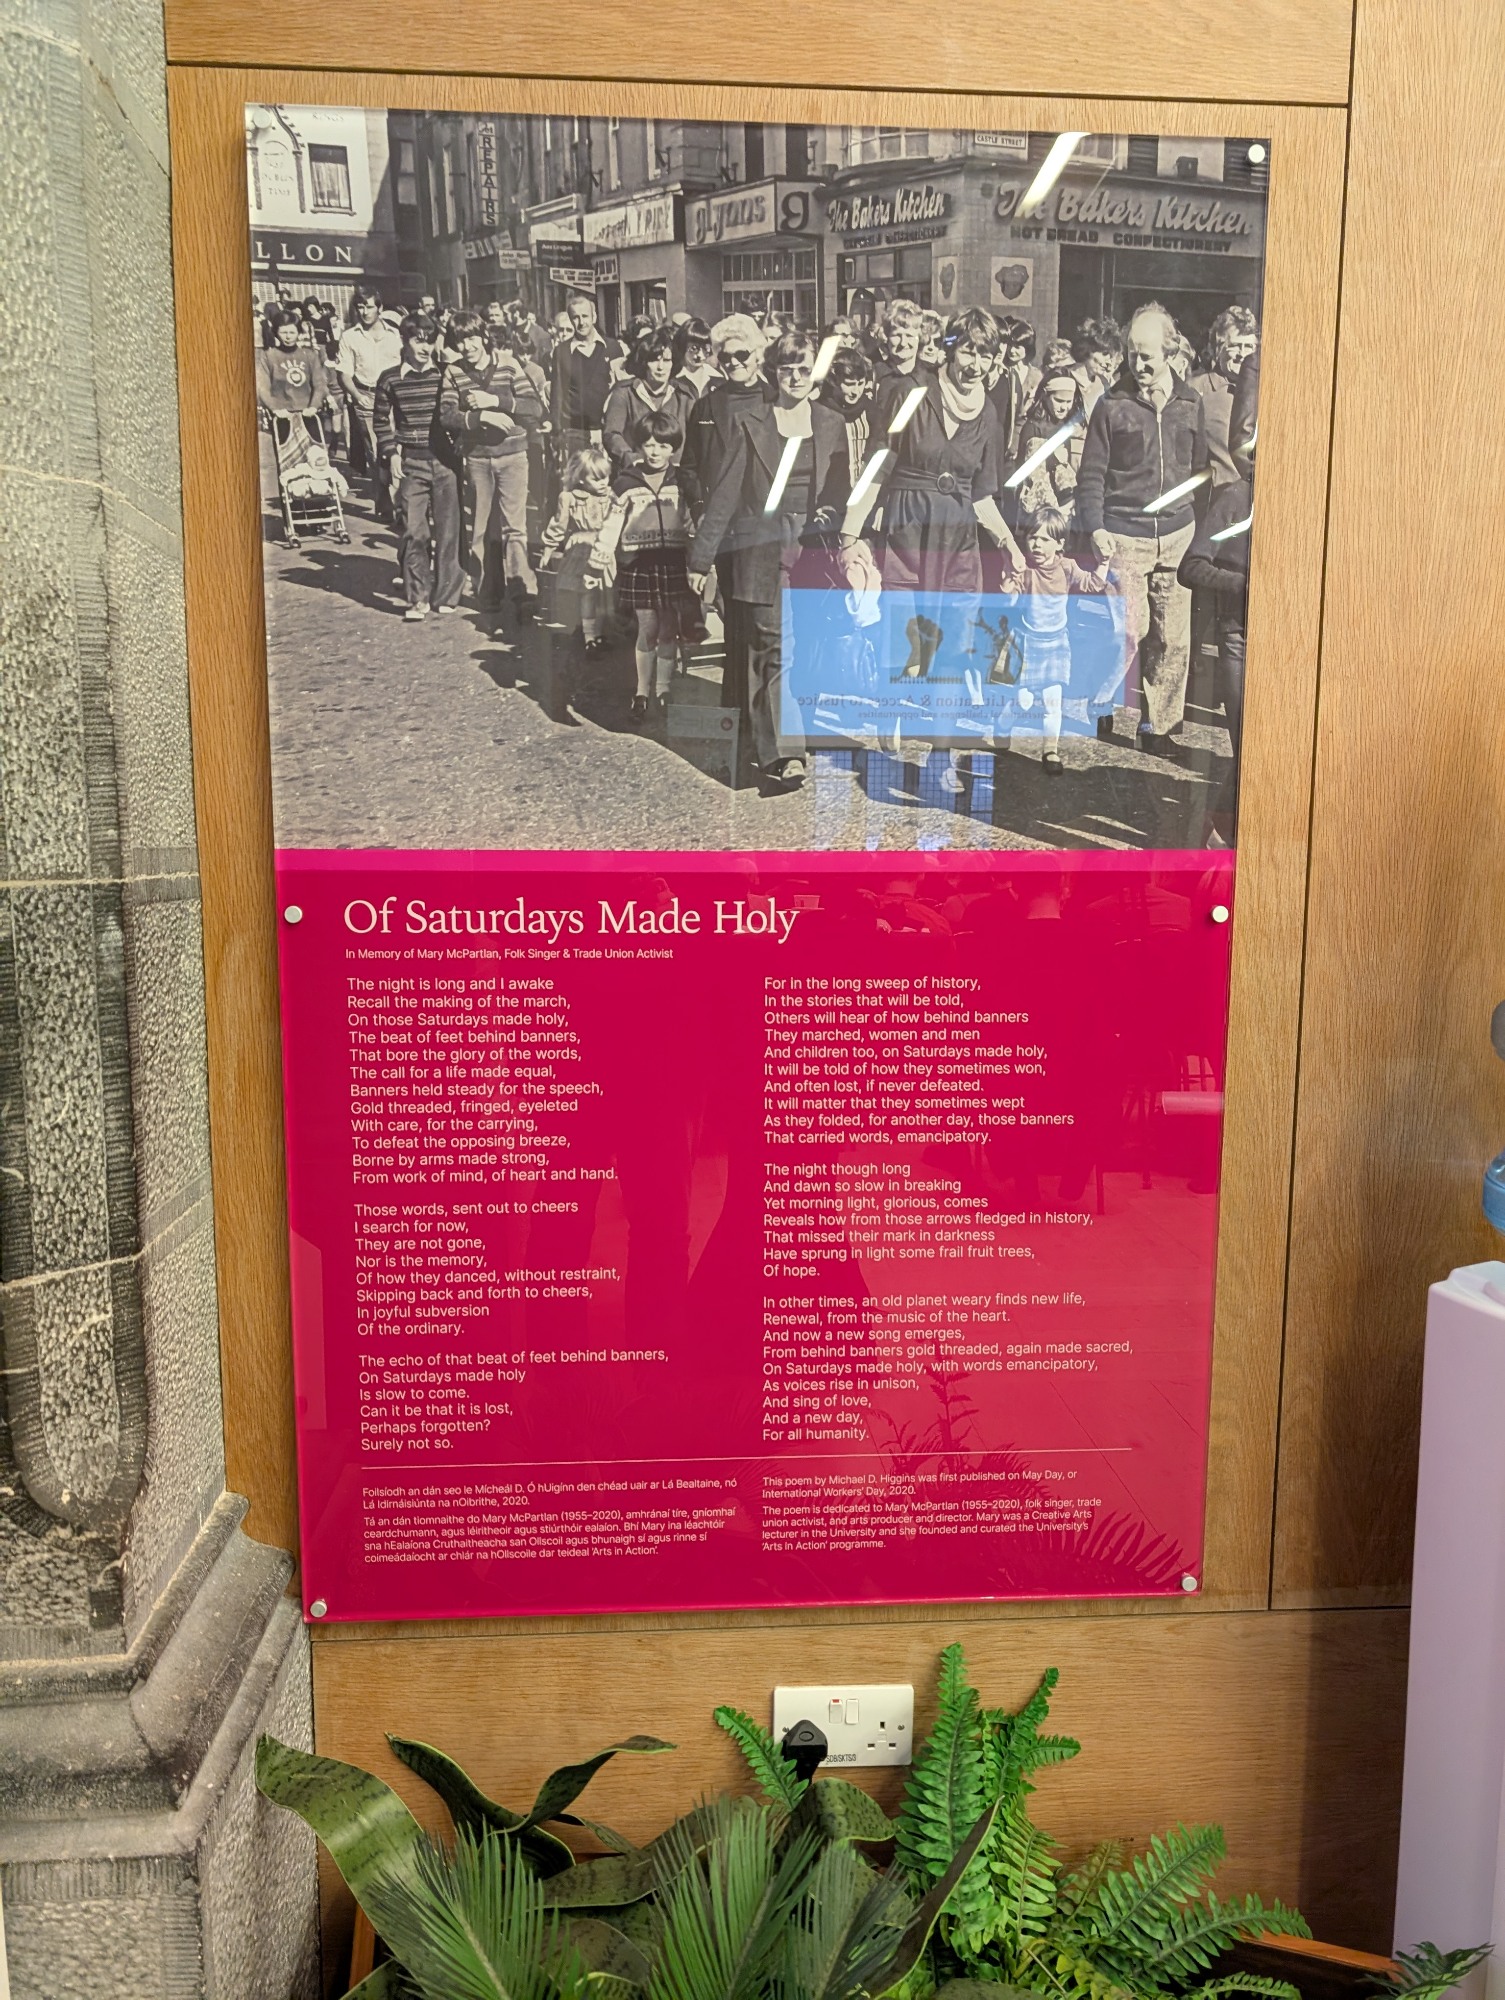 LLON
REPAIRS
glynns 9
CASTLE STREET
The Bakers Kitchen
The Bakers Kitchen
HOT BREAD CONFECTIONERY
YALE
Of Saturdays Made Holy
In Memory of Mary McPartlan, Folk Singer & Trade Union Activist
The night is long and I awake
Recall the making of the march,
On those Saturdays made holy,
The beat of feet behind banners,
That bore the glory of the words,
The call for a life made equal,
Banners held steady for the speech,
Gold threaded, fringed, eyeleted
With care, for the carrying,
To defeat the opposing breeze,
Borne by arms made strong,
From work of mind, of heart and hand.
Those words, sent out to cheers
I search for now,
They are not gone,
Nor is the memory,
Of how they danced, without restraint,
Skipping back and forth to cheers,
In joyful subversion
Of the ordinary.
The echo of that beat of feet behind banners,
On Saturdays made holy
Is slow to come.
Can it be that it is lost,
Perhaps forgotten?
Surely not so.
For in the long sweep of history,
In the stories that will be told,
Others will hear of how behind banners
They marched, women and men
And children too, on Saturdays made holy,
It will be told of how they sometimes won,
And often lost, if never defeated.
It will matter that they sometimes wept
As they folded, for another day, those banners
That carried words, emancipatory.
The night though long
And dawn so slow in breaking
Yet morning light, glorious, comes
Reveals how from those arrows fledged in history,
That missed their mark in darkness
Have sprung in light some frail fruit trees,
Of hope.
In other times, an old planet weary finds new life,
Renewal, from the music of the heart.
And now a new song emerges,
From behind banners gold threaded, again made sacred,
On Saturdays made holy, with words emancipatory,
As voices rise in unison,
And sing of love,
And a new day,
For all humanity.
Foilsíodh an dán seo le Mícheál D. Ó hUigínn den chéad uair ar Lá Bealtaine, nó
Lá Idirnáisiúnta na nOibrithe, 2020.
Tá an dán tiomnaithe do Mary McPartlan (1955–2020), amhránaí tíre, gníomhaí
ceardchumann, agus léiritheoir agus stiúrthóir ealaíon. Bhí Mary ina léachtóir
sna hEalaíona Cruthaitheacha san Ollscoil agus bhunaigh sí agus rinne sí
coimeádaíocht ar chlár na hOllscoile dar teideal 'Arts in Action'.
This poem by Michael D. Higgins was first published on May Day, or
International Workers' Day, 2020.
The poem is dedicated to Mary McPartlan (1955–2020), folk singer, trade
union activist, and arts producer and director. Mary was a Creative Arts
lecturer in the University and she founded and curated the University's
'Arts in Action' programme.